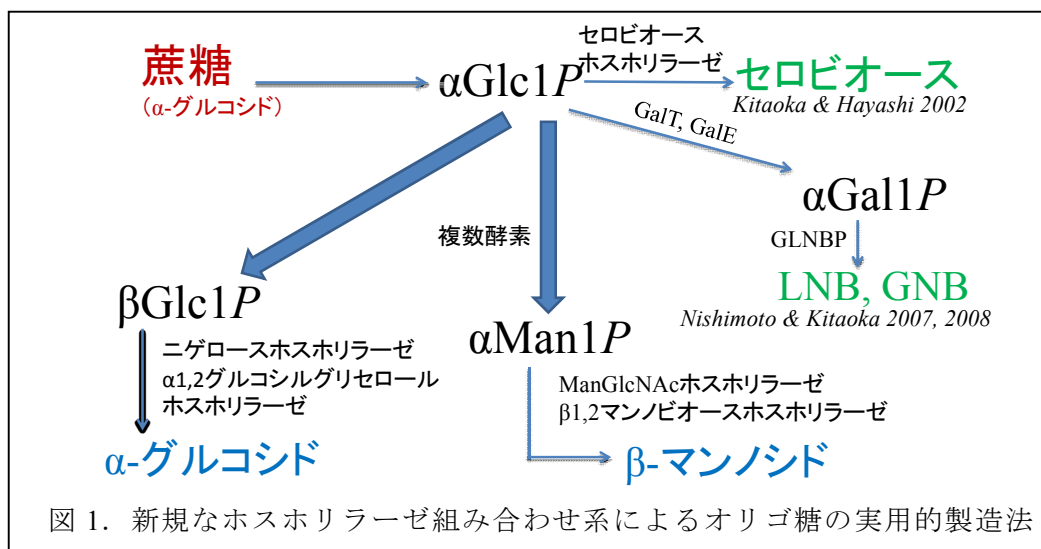 蔗糖
(α-グルコシド)
αGlc1P
セロビオース
ホスホリラーゼ
セロビオース
Kitaoka & Hayashi 2002
GalT, GalE
αGal1P
GLNBP
LNB, GNB
Nishimoto & Kitaoka 2007, 2008
複数酵素
βGlc1P
ニゲロースホスホリラーゼ
α1,2グルコシルグリセロール
ホスホリラーゼ
α-グルコシド
αMan1P
ManGlcNAcホスホリラーゼ
β1,2マンノビオースホスホリラーゼ
β-マンノシド
図 1. 新規なホスホリラーゼ組み合わせ系によるオリゴ糖の実用的製造法